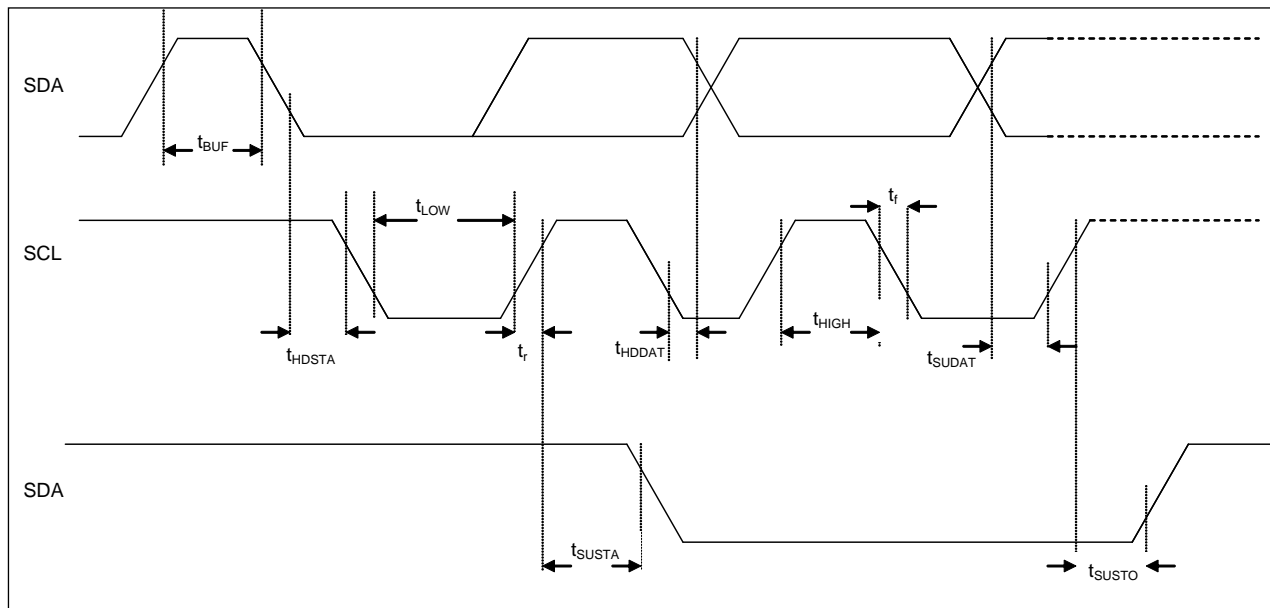 SDA
tBUF
tLOW
tf
SCL
tHDSTA
tr
tHDDAT
tHIGH
tSUDAT
SDA
tSUSTA
tSUSTO